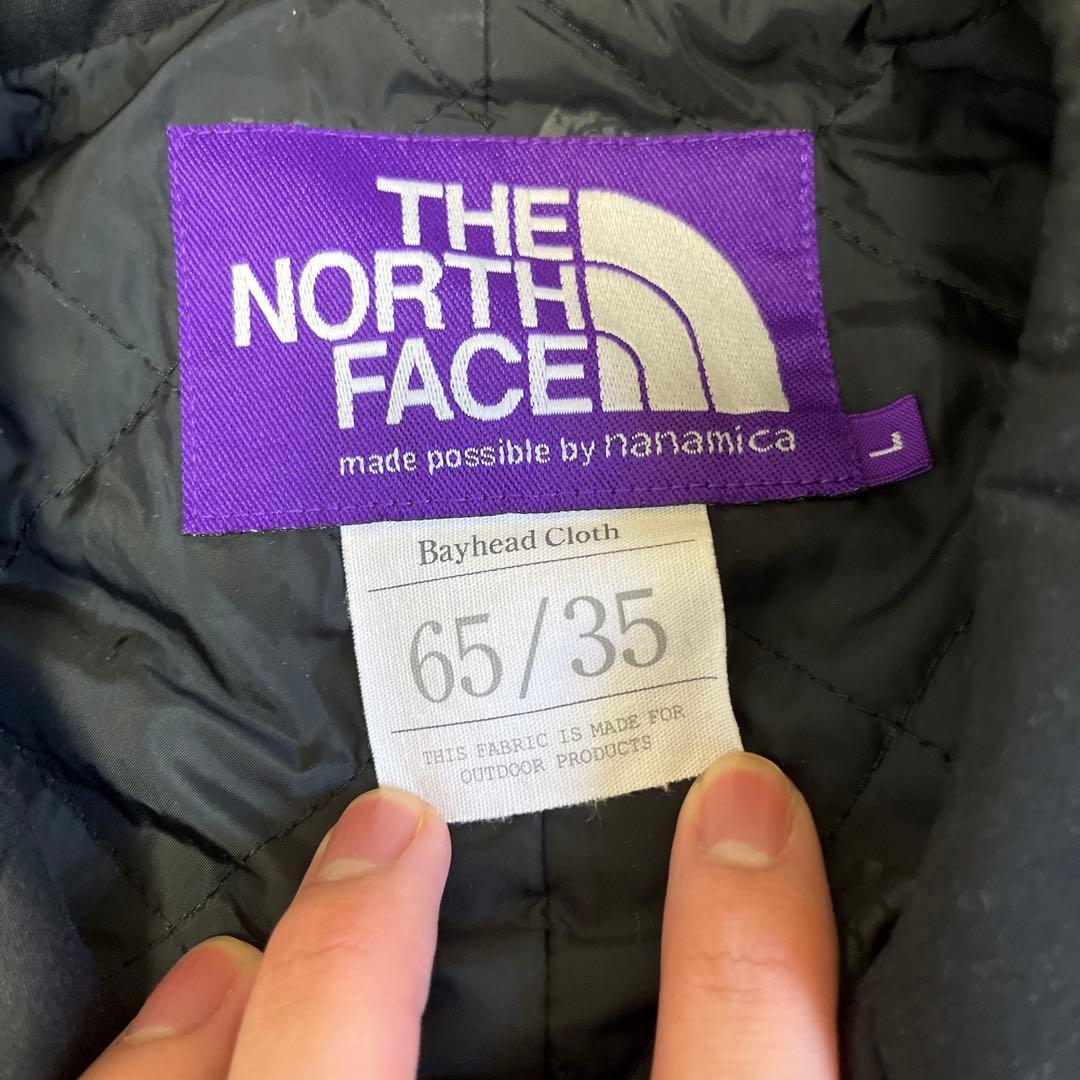 THE
NORTH
FACE
made possible by nanamica
L
Bayhead Cloth
65/35
THIS FABRIC IS MADE FOR
OUTDOOR PRODUCTS